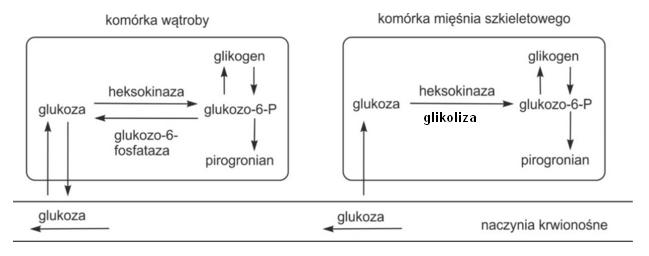 komórka wątroby
glikogen
heksokinaza
glukoza
glukozo-6-P
glukozo-6-
fosfataza
pirogronian
glukoza
komórka mięśnia szkieletowego
glikogen
heksokinaza
glukoza
glukozo-6-P
glikoliza
pirogronian
glukoza
naczynia krwionośne